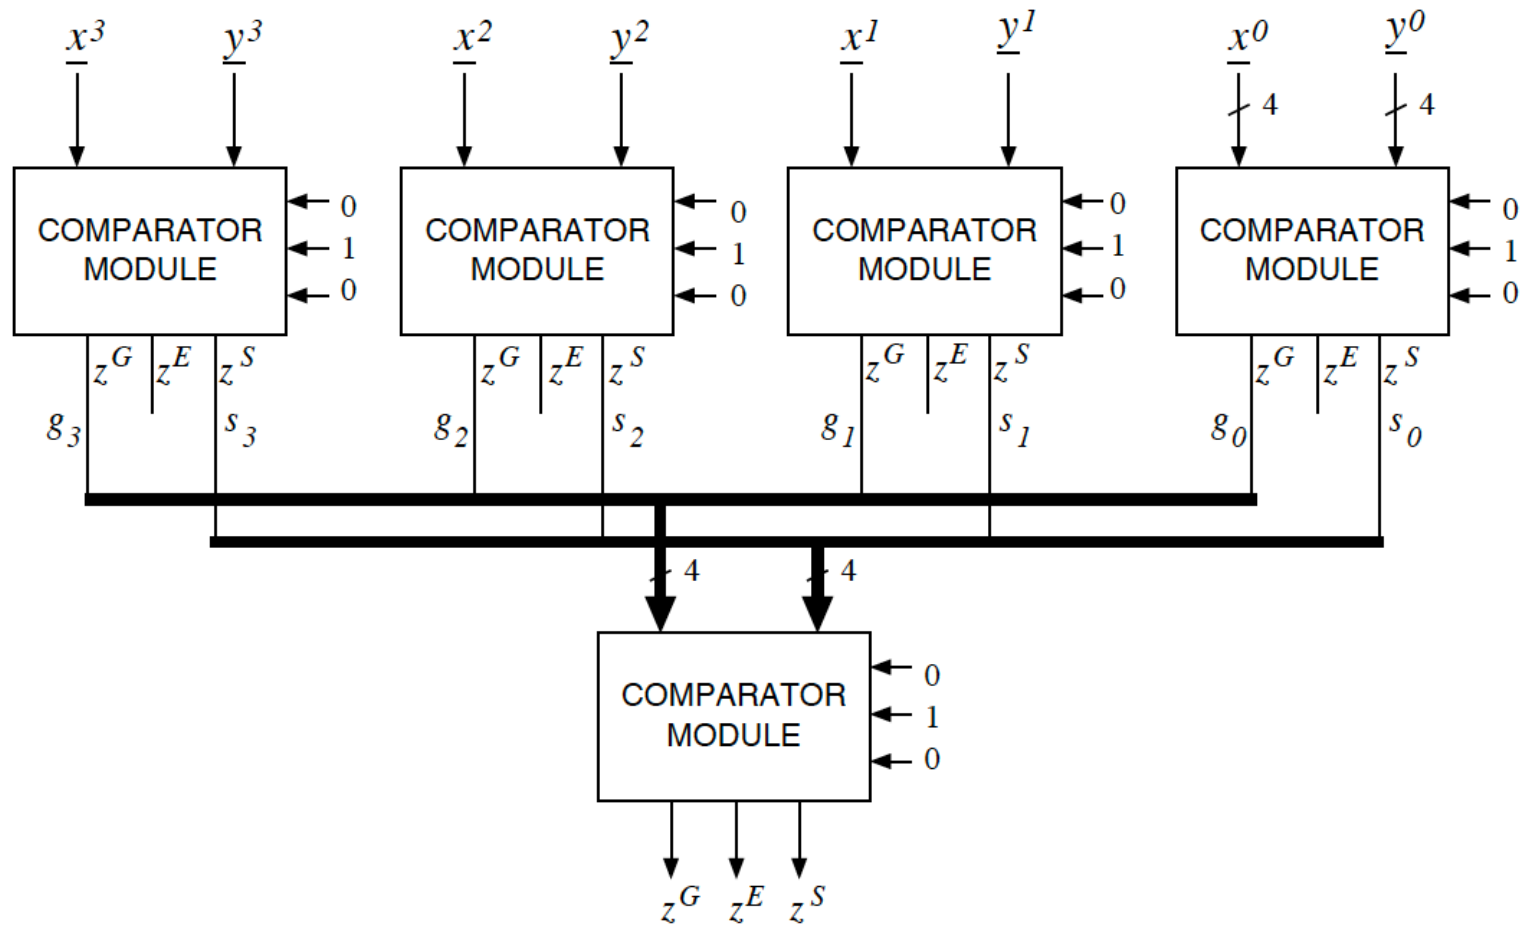 x3 y3 x2 y2 x1 y1 x0 y0
4 4
COMPARATOR MODULE 0 1 0
COMPARATOR MODULE 0 1 0
COMPARATOR MODULE 0 1 0
COMPARATOR MODULE 0 1 0
zG zE zS zG zE zS zG zE zS zG zE zS
g3 s3 g2 s2 g1 s1 g0 s0
4 4
COMPARATOR MODULE 0 1 0
zG zE zS